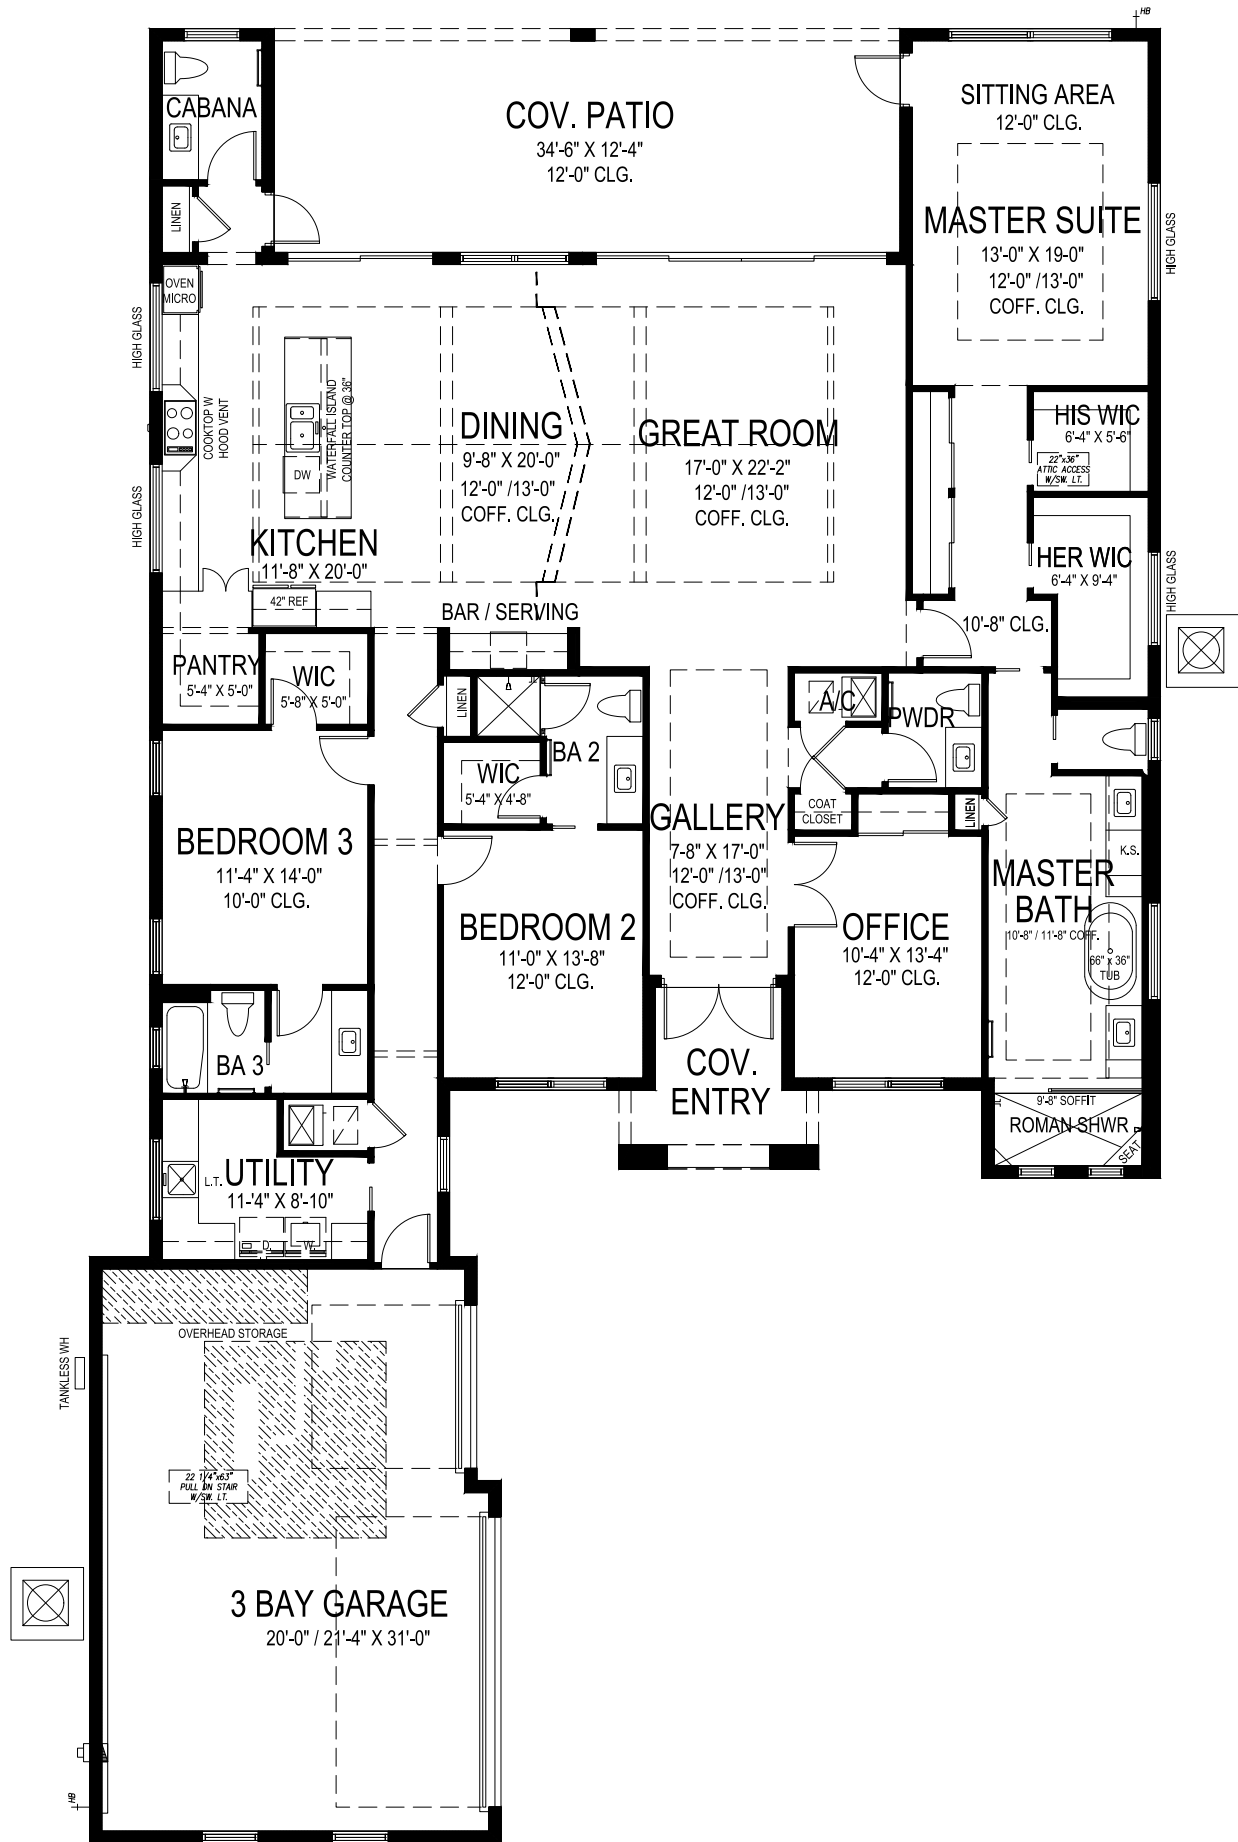 HB
CABANA
COV. PATIO
34'-6" X 12'-4"
12'-0" CLG.
SITTING AREA
12'-0" CLG.
LINEN
MASTER SUITE
13'-0" X 19-0"
12'-0" /13'-0"
COFF. CLG.
HIGH GLASS
OVEN
MICRO
HIGH GLASS
COOKTOP W
HOOD VENT
HIGH GLASS
WATERFALL ISLAND
COUNTER TOP @ 36"
DW
KITCHEN
11'-8" X 20'-0"
42" REF
DINING
9'-8" X 20'-0"
12'-0" /13'-0"
COFF. CLG.
GREAT ROOM
17'-0" X 22'-2"
12'-0" /13'-0"
COFF. CLG.
HIS WIC
6'-4" X 5'-6"
22"x36"
ATTIC ACCESS
W/SW. LT.
HER WIC
6'-4" X 9'-4"
HIGH GLASS
BAR / SERVING
10'-8" CLG.
PANTRY
5'-4" X 5'-0"
WIC
5'-8" X 5'-0"
LINEN
BA 2
WIC
5'-4" X 4'-8"
A/C
PWDR
COAT
CLOSET
LINEN
GALLERY
7'-8" X 17'-0"
12'-0" /13'-0"
COFF. CLG.
BEDROOM 3
11'-4" X 14'-0"
10'-0" CLG.
BEDROOM 2
11'-0" X 13'-8"
12'-0" CLG.
OFFICE
10'-4" X 13'-4"
12'-0" CLG.
K.S.
MASTER
BATH
10'-8" / 11'-8" COFF.
66" x 36"
TUB
BA 3
COV.
ENTRY
9'-8" SOFFIT
ROMAN SHWR
SEAT
L.T.
UTILITY
11-'4" X 8'-10"
D.
W.
OVERHEAD STORAGE
TANKLESS WH
22 1/4"x63"
PULL DN STAIR
W/SW. LT.
3 BAY GARAGE
20'-0" / 21'-4" X 31'-0"
HB